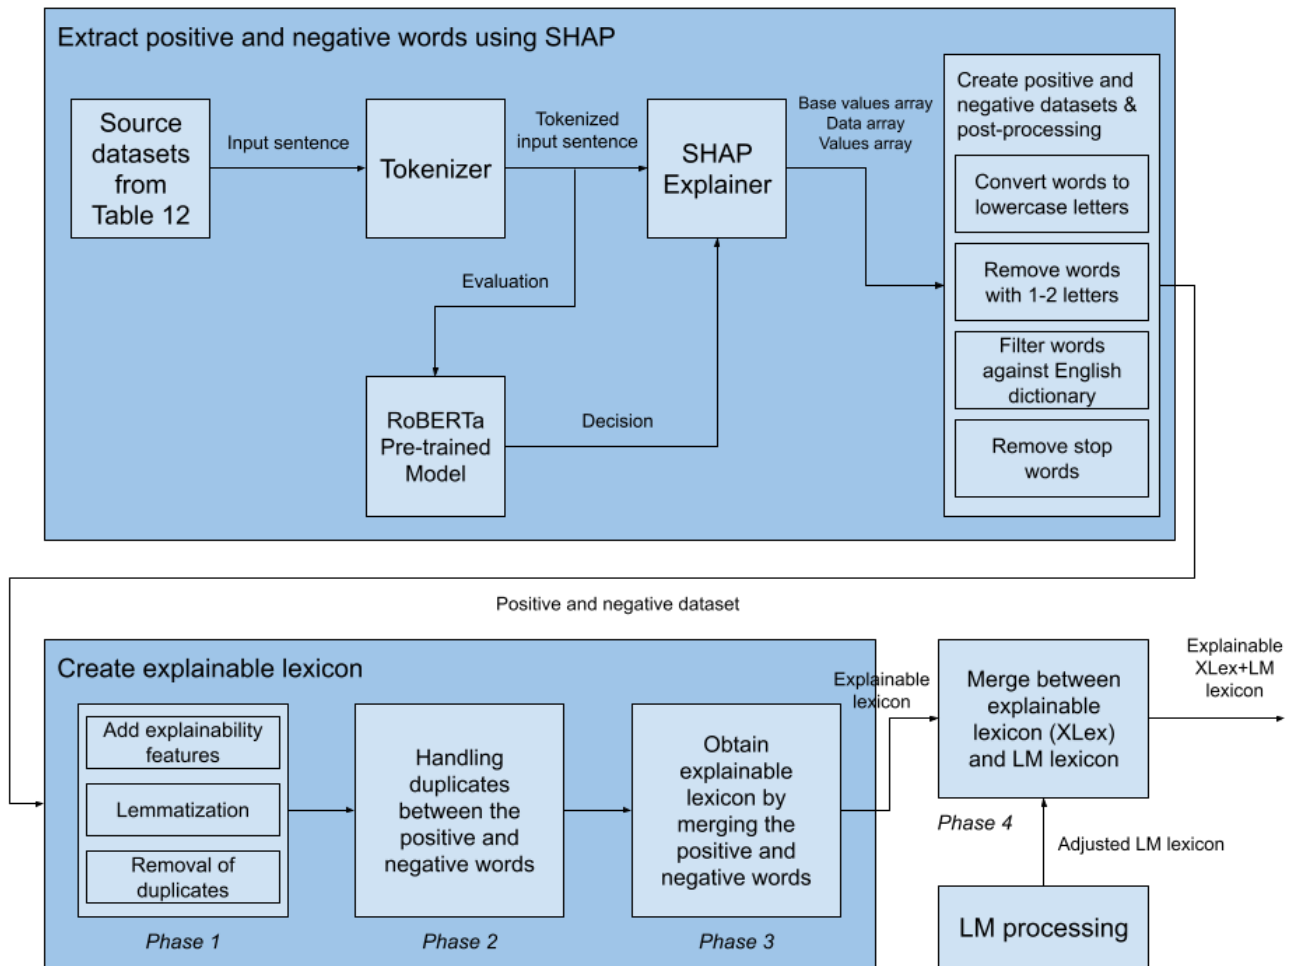 Extract positive and negative words using SHAP
Source
datasets
from
Table 12
Input sentence
Tokenizer
Tokenized
input sentence
SHAP
Explainer
Base values array
Data array
Values array
Create positive and
negative datasets &
post-processing
Convert words to
lowercase letters
Remove words
with 1-2 letters
Filter words
against English
dictionary
Remove stop
words
Evaluation
RoBERTa
Pre-trained
Model
Decision
Positive and negative dataset
Create explainable lexicon
Add explainability
features
Lemmatization
Removal of
duplicates
Phase 1
Handling
duplicates
between the
positive and
negative words
Phase 2
Obtain
explainable
lexicon by
merging the
positive and
negative words
Phase 3
Explainable
lexicon
Merge between
explainable
lexicon (XLex)
and LM lexicon
Phase 4
Explainable
XLex+LM
lexicon
Adjusted LM lexicon
LM processing